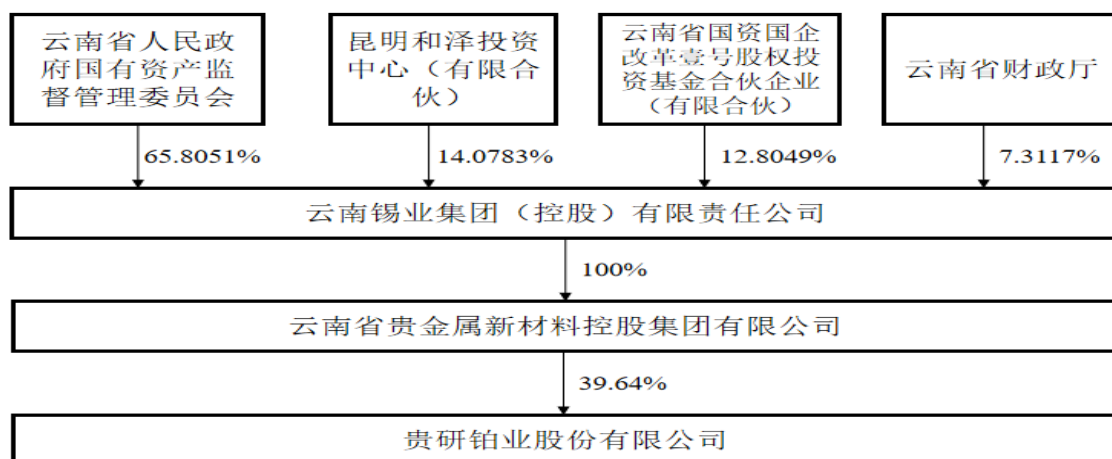 云南省人民政
府国有资产监
督管理委员会
昆明和泽投资
中心（有限合
伙）
云南省国资国企
改革壹号股权投
资基金合伙企业
（有限合伙）
云南省财政厅
65.8051%
14.0783%
12.8049%
7.3117%
云南锡业集团（控股）有限责任公司
100%
云南省贵金属新材料控股集团有限公司
39.64%
贵研铂业股份有限公司